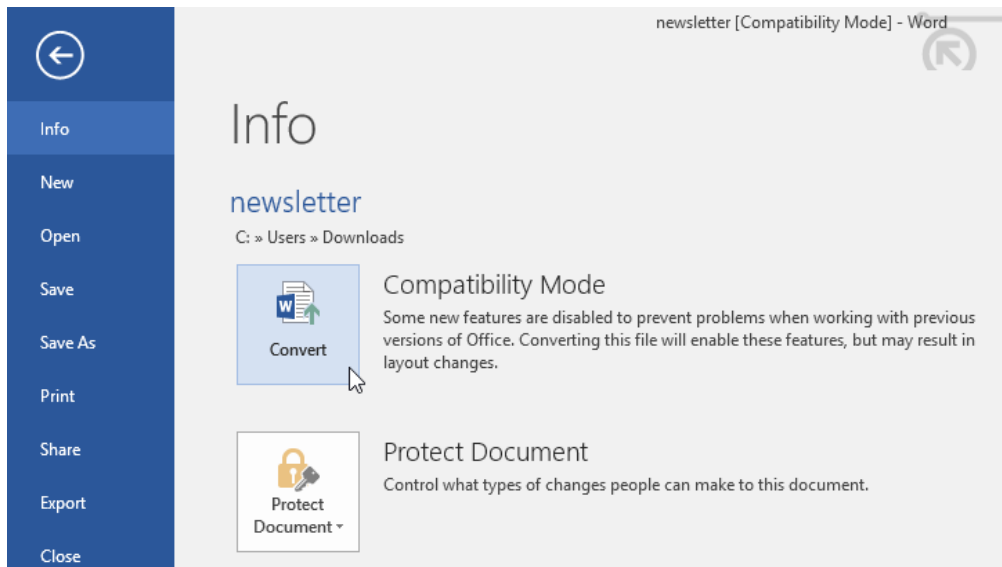 newsletter [Compatibility Mode] - Word
Info
New
Open
Save
Save As
Print
Share
Export
Close
Info
newsletter
C: » Users » Downloads
W
Convert
Compatibility Mode
Some new features are disabled to prevent problems when working with previous
versions of Office. Converting this file will enable these features, but may result in
layout changes.
Protect
Document
Protect Document
Control what types of changes people can make to this document.